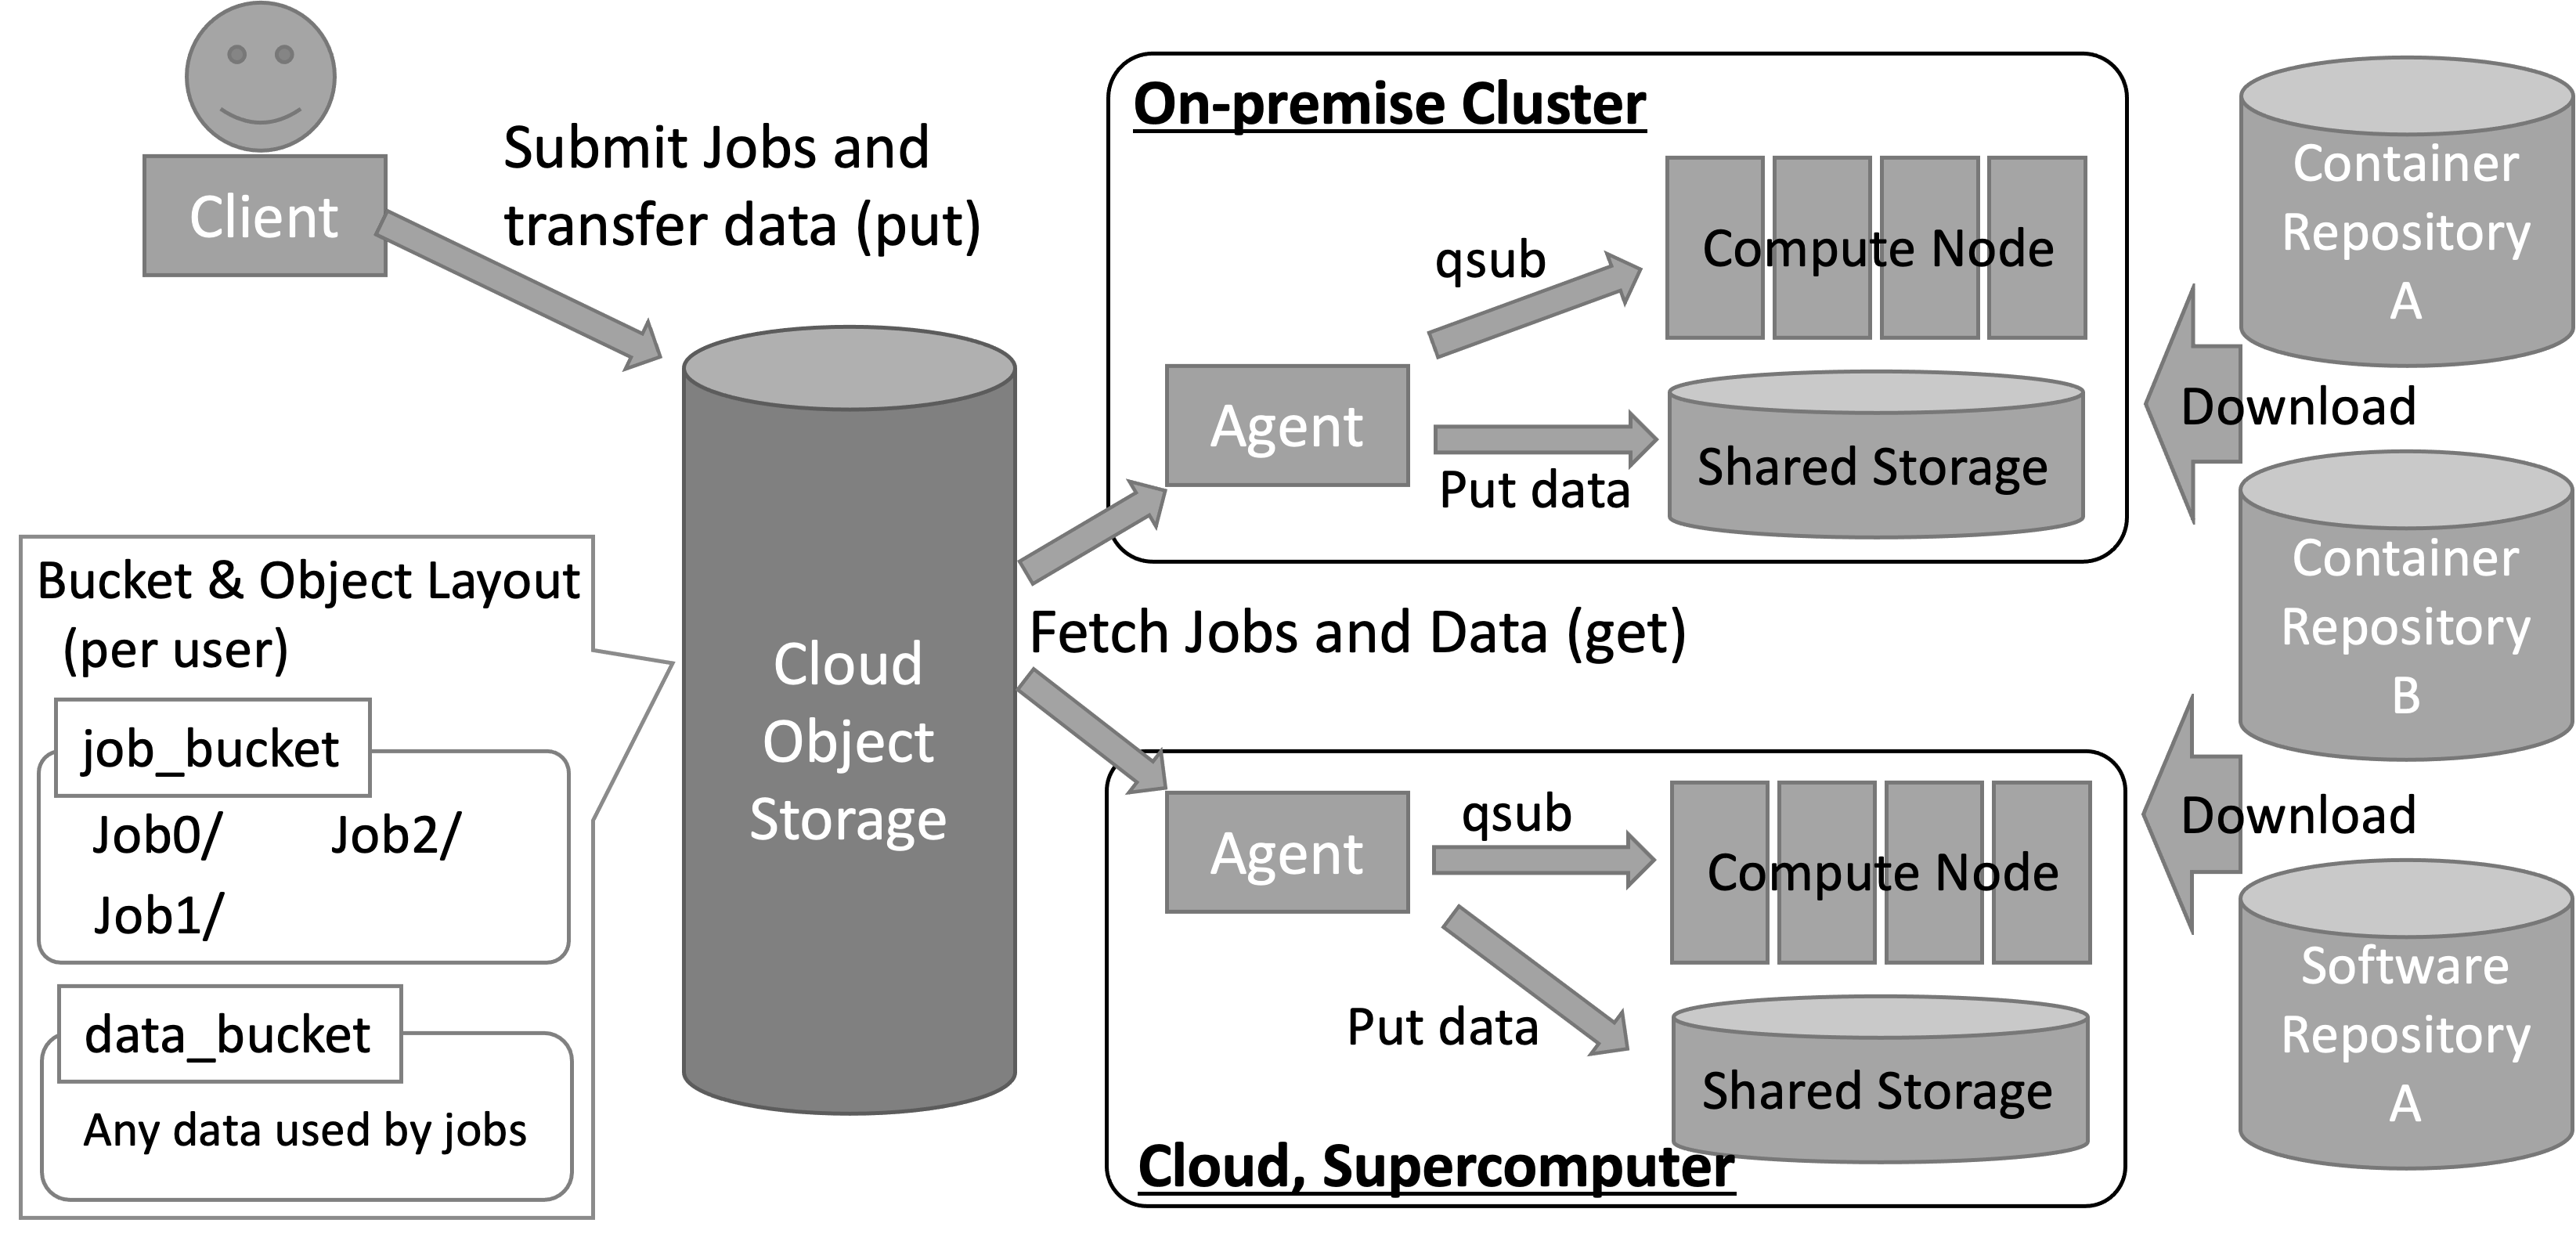 Client
Submit Jobs and
transfer data (put)
Bucket & Object Layout
(per user)
job_bucket
Job0/ Job2/
Job1/
data_bucket
Any data used by jobs
Cloud
Object
Storage
Fetch Jobs and Data (get)
On-premise Cluster
Agent
qsub
Put data
Compute Node
Shared Storage
Agent
qsub
Put data
Compute Node
Shared Storage
Cloud, Supercomputer
Container
Repository
A
Download
Container
Repository
B
Download
Software
Repository
A